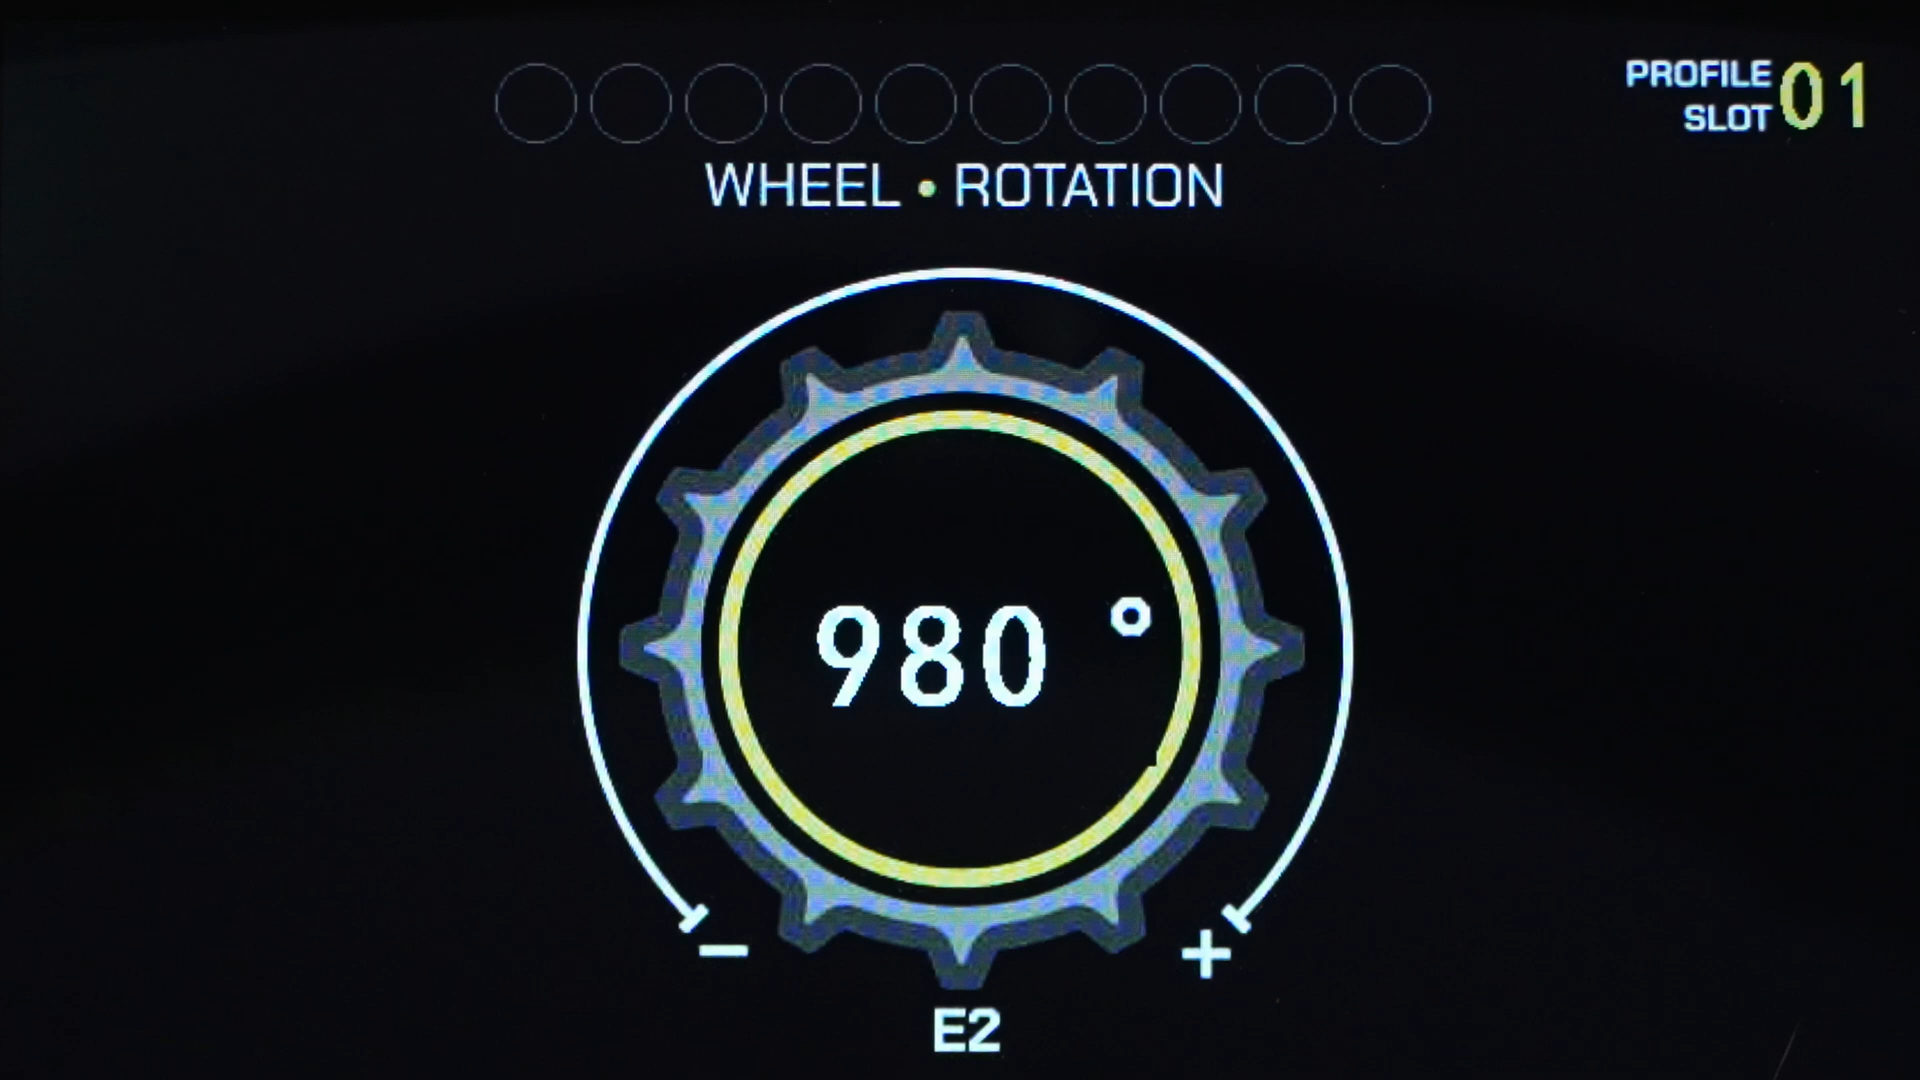 PROFILE
SLOT 01
WHEEL • ROTATION
980 °
− +
E2